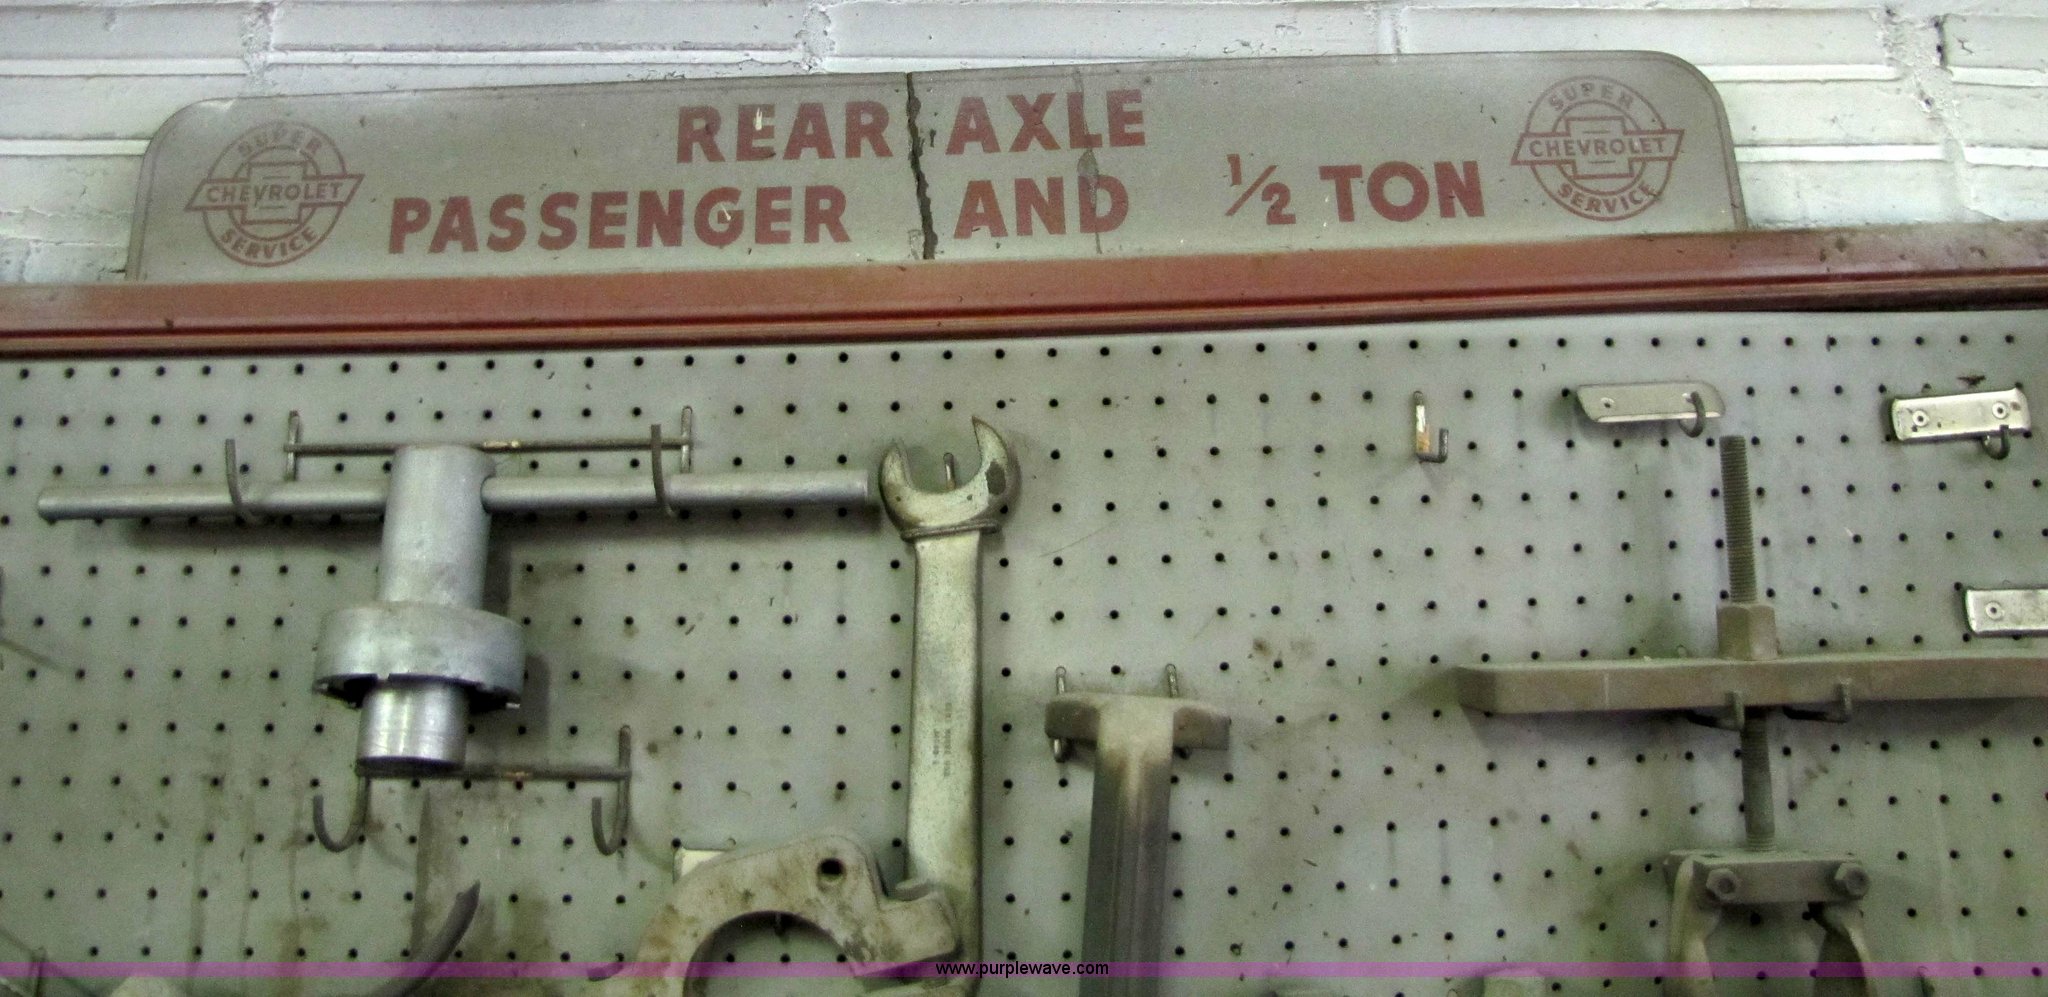 REAR AXLE
PASSENGER AND 1/2 TON
SUPER
CHEVROLET
SERVICE
SUPER
CHEVROLET
SERVICE
www.purplewave.com